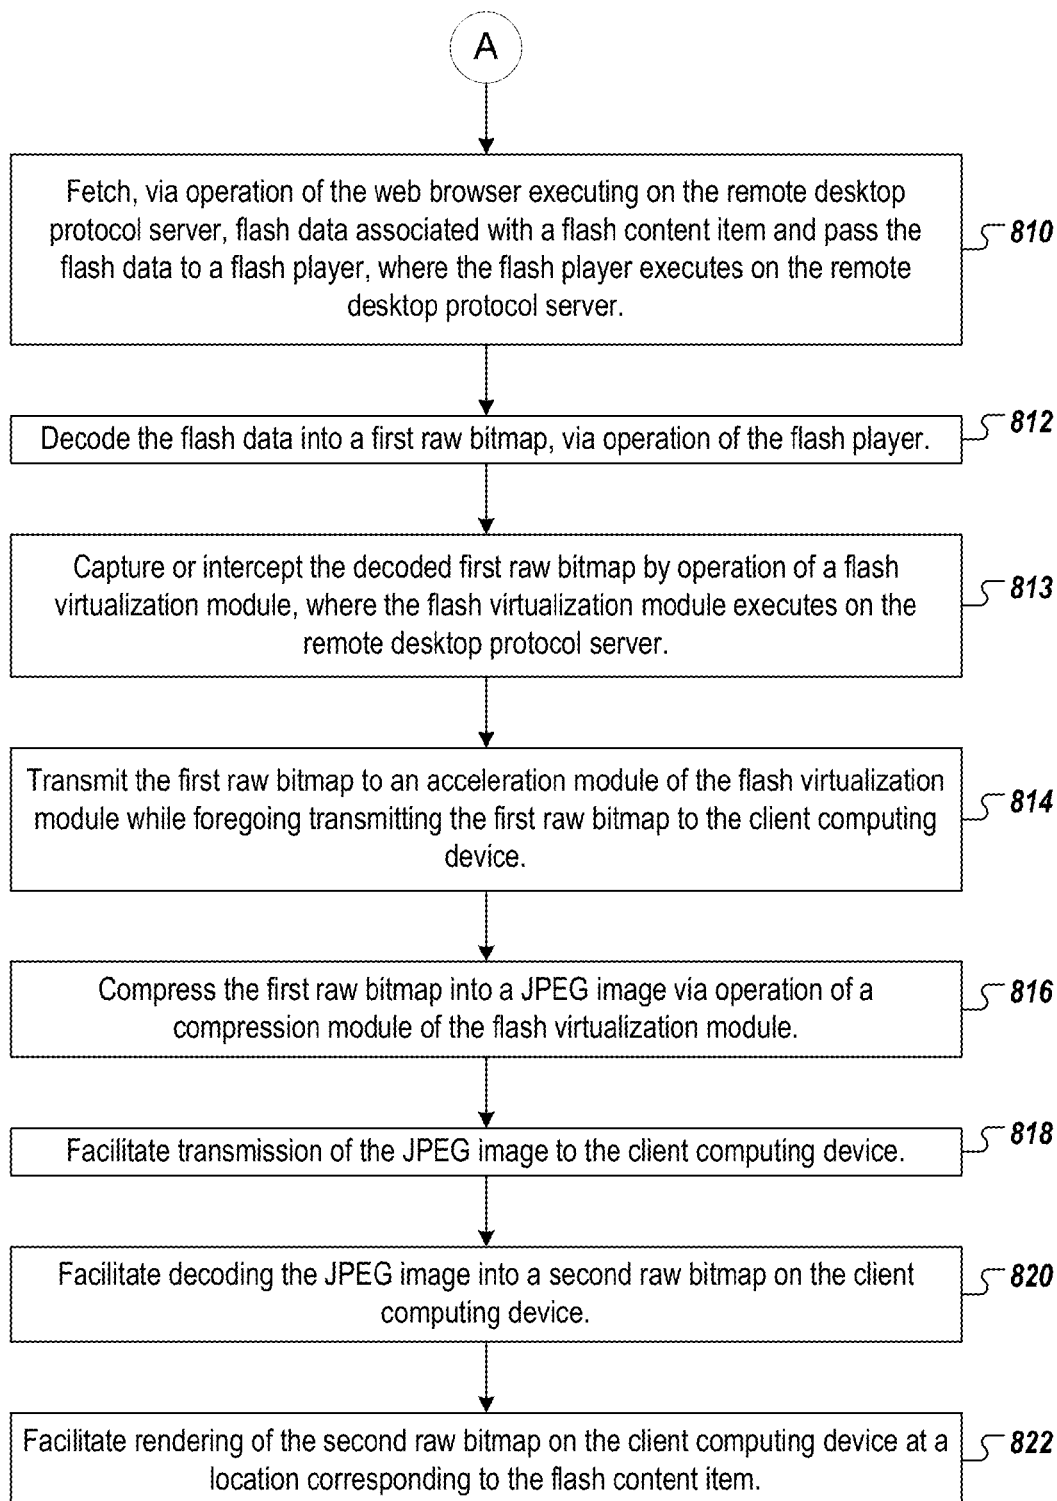 A
Fetch, via operation of the web browser executing on the remote desktop
protocol server, flash data associated with a flash content item and pass the
flash data to a flash player, where the flash player executes on the remote
desktop protocol server.
810
Decode the flash data into a first raw bitmap, via operation of the flash player.
812
Capture or intercept the decoded first raw bitmap by operation of a flash
virtualization module, where the flash virtualization module executes on the
remote desktop protocol server.
813
Transmit the first raw bitmap to an acceleration module of the flash virtualization
module while foregoing transmitting the first raw bitmap to the client computing
device.
814
Compress the first raw bitmap into a JPEG image via operation of a
compression module of the flash virtualization module.
816
Facilitate transmission of the JPEG image to the client computing device.
818
Facilitate decoding the JPEG image into a second raw bitmap on the client
computing device.
820
Facilitate rendering of the second raw bitmap on the client computing device at a
location corresponding to the flash content item.
822